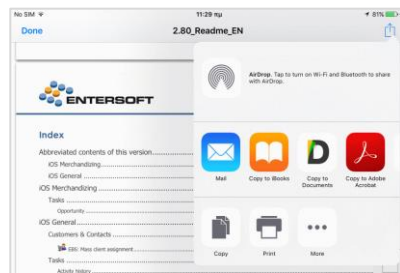 No SIM 11:29 πμ 81%
Done 2.80_Readme_EN
AirDrop. Tap to turn on Wi-Fi and Bluetooth to share
with AirDrop.
ENTERSOFT
Index
Abbreviated contents of this version
iOS Merchandizing
iOS General
iOS Merchandizing
Tasks
Opportunity
iOS General
Customers & Contacts
EBS: Mass client assignment
Tasks
Activity history
Mail
Copy to iBooks
Copy to
Documents
Copy to Adobe
Acrobat
Copy
Print
More